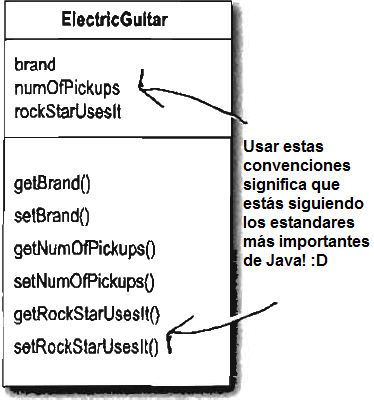 ElectricGuitar
brand
numOfPickups
rockStarUsesIt
Usar estas
convenciones
significa que
estás siguiendo
los estandares
más importantes
de Java! :D
getBrand()
setBrand()
getNumOfPickups()
setNumOfPickups()
getRockStarUsesIt()
setRockStarUsesIt()